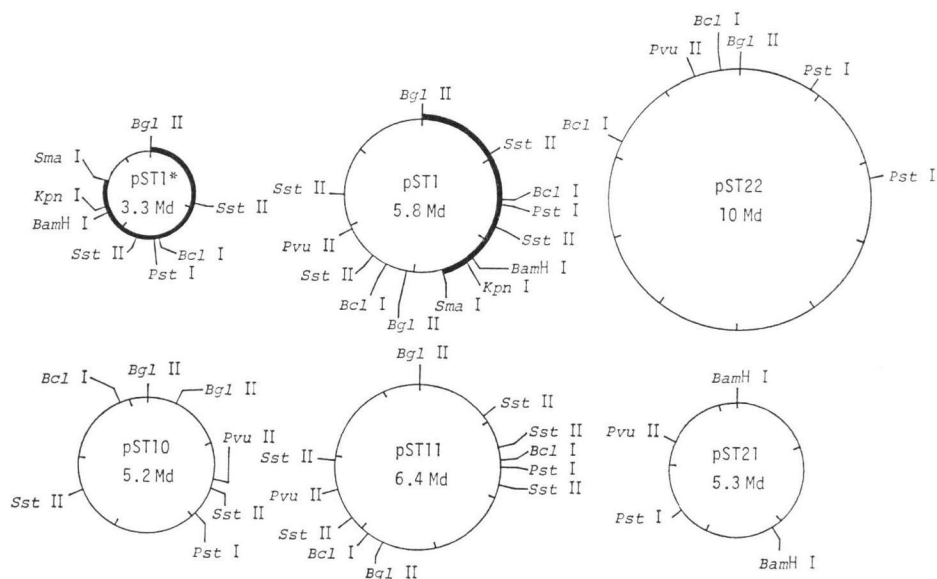 Bgl II
Sma I
pST1*
3.3 Md
Kpn I
Sst II
BamH I
Sst II
Bcl I
Pst I
Bgl II
Sst II
pST1
Sst II
5.8 Md
Bcl I
Pst I
Pvu II
Sst II
Sst II
BamH I
Bcl I
Kpn I
Sma I
Bgl II
Bcl I
Bgl II
Pvu II
Pst I
Bcl I
pST22
Pst I
10 Md
Bgl II
Bcl I
Bgl II
Pvu II
pST10
5.2 Md
Sst II
Sst II
Pst I
Bgl II
Sst II
Sst II
pST11
Bcl I
Sst II
Pst I
6.4 Md
Sst II
Pvu II
Sst II
Bcl I
Bgl II
BamH I
Pvu II
pST21
5.3 Md
Pst I
BamH I